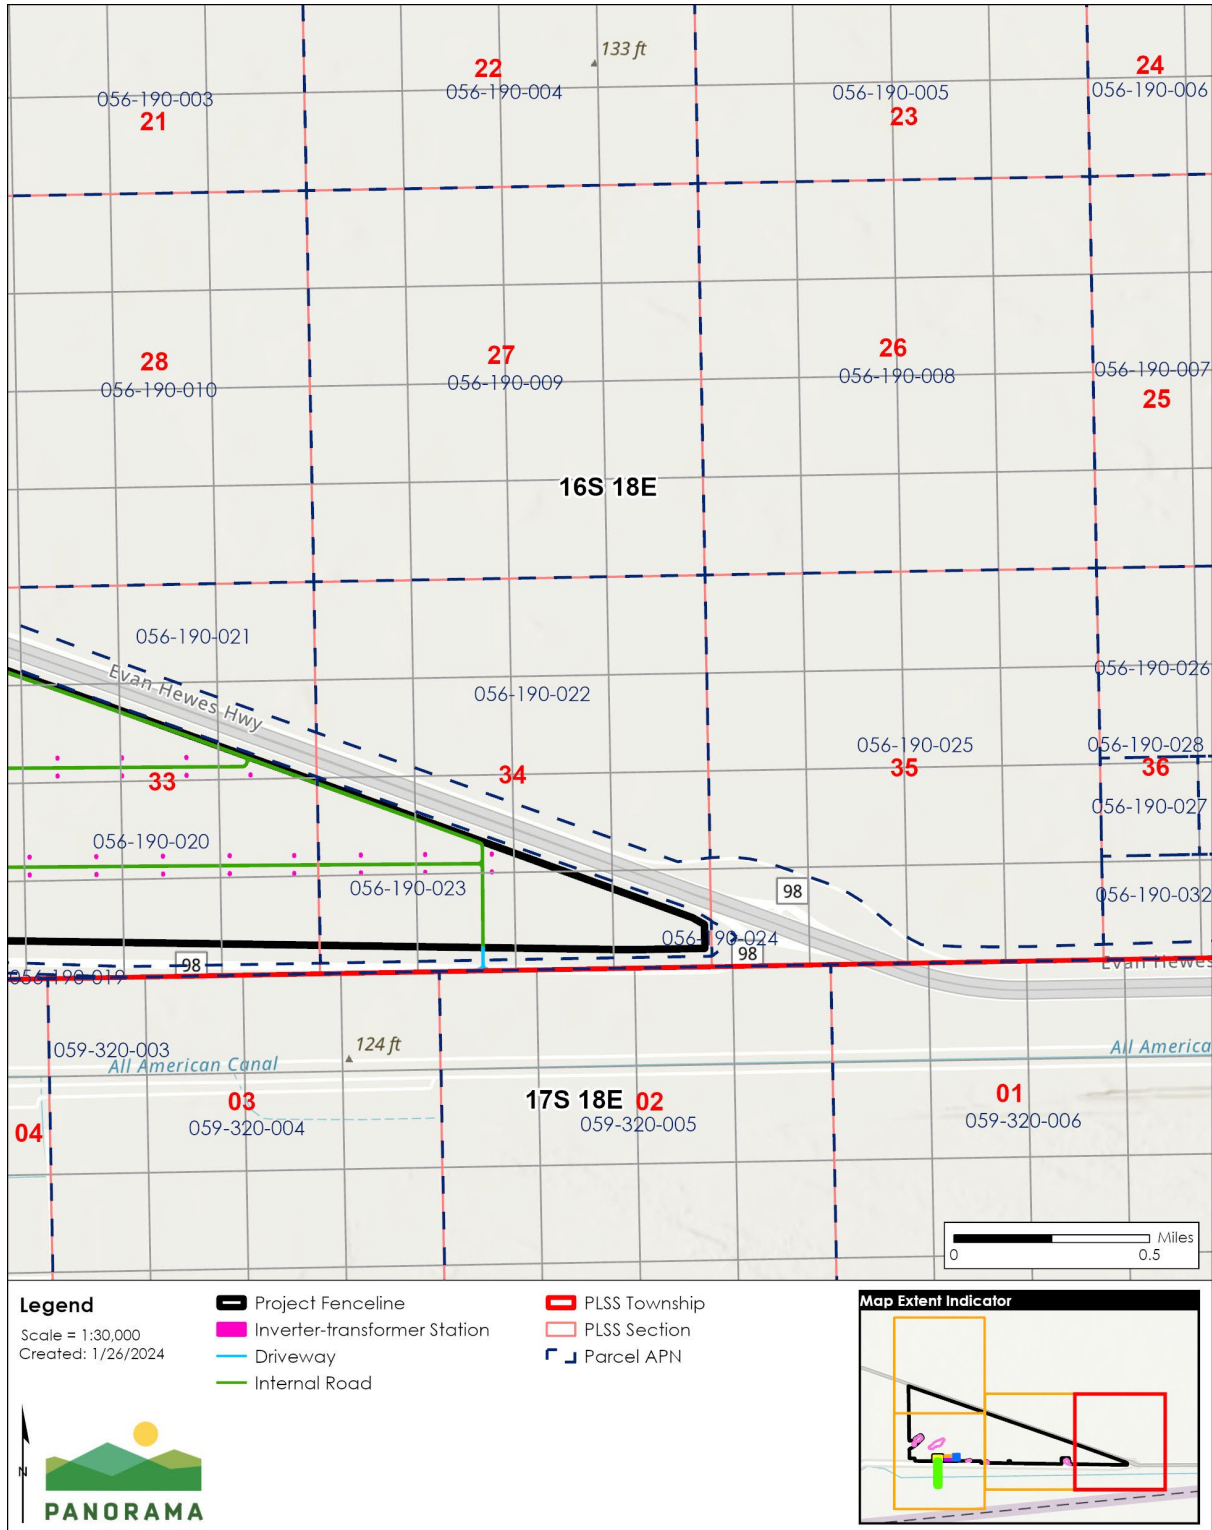 133 ft
22
24
056-190-003
056-190-004
056-190-005
056-190-006
21
23
28
27
26
056-190-010
056-190-009
056-190-008
056-190-007
25
16S 18E
056-190-021
Evan Hewes Hwy
056-190-022
056-190-026
056-190-025
056-190-028
33
34
35
36
056-190-027
056-190-020
056-190-023
98
056-190-032
056-190-024
98
98
056-190-019
Evan Hewes
124 ft
059-320-003
All American Canal
All America
03
17S 18E
02
01
04
059-320-004
059-320-005
059-320-006
Miles
0
0.5
Legend
Scale = 1:30,000
Created: 1/26/2024
Project Fenceline
Inverter-transformer Station
Driveway
Internal Road
PLSS Township
PLSS Section
Parcel APN
Map Extent Indicator
N
PANORAMA